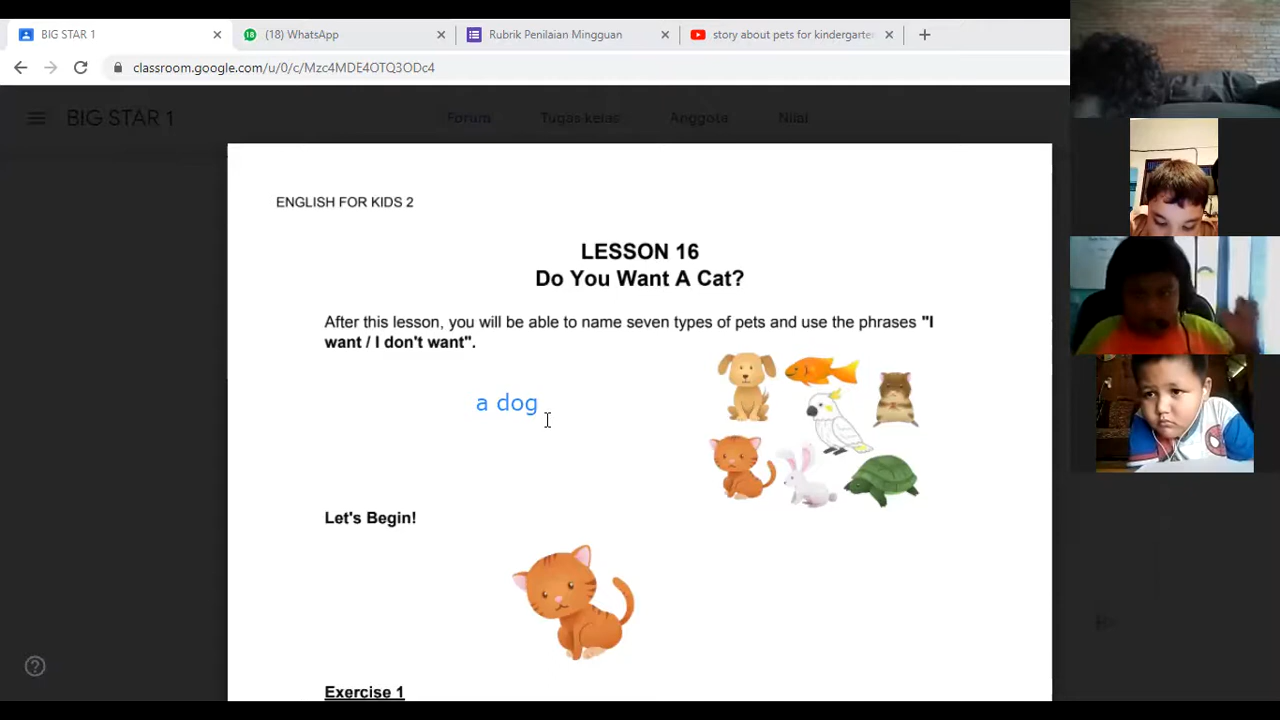 BIG STAR 1
(18) WhatsApp
Rubrik Penilaian Mingguan
story about pets for kindergarte
classroom.google.com/u/0/c/Mzc4MDE4OTQ3ODc4
BIG STAR 1
Forum
Tugas kelas
Anggota
Nilai
ENGLISH FOR KIDS 2
LESSON 16
Do You Want A Cat?
After this lesson, you will be able to name seven types of pets and use the phrases "I
want / I don't want".
a dog
Let's Begin!
Exercise 1